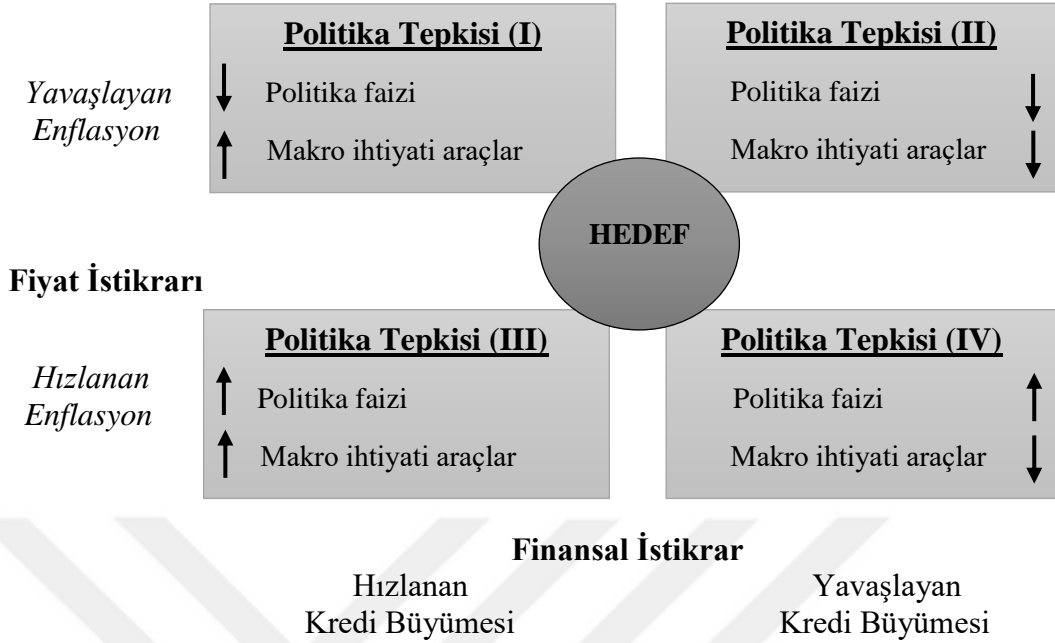 Politika Tepkisi (I)
Politika faizi
Makro ihtiyati araçlar
Politika Tepkisi (II)
Politika faizi
Makro ihtiyati araçlar
Yavaşlayan
Enflasyon
HEDEF
Fiyat İstikrarı
Politika Tepkisi (III)
Politika faizi
Makro ihtiyati araçlar
Politika Tepkisi (IV)
Politika faizi
Makro ihtiyati araçlar
Hızlanan
Enflasyon
Finansal İstikrar
Hızlanan
Kredi Büyümesi
Yavaşlayan
Kredi Büyümesi